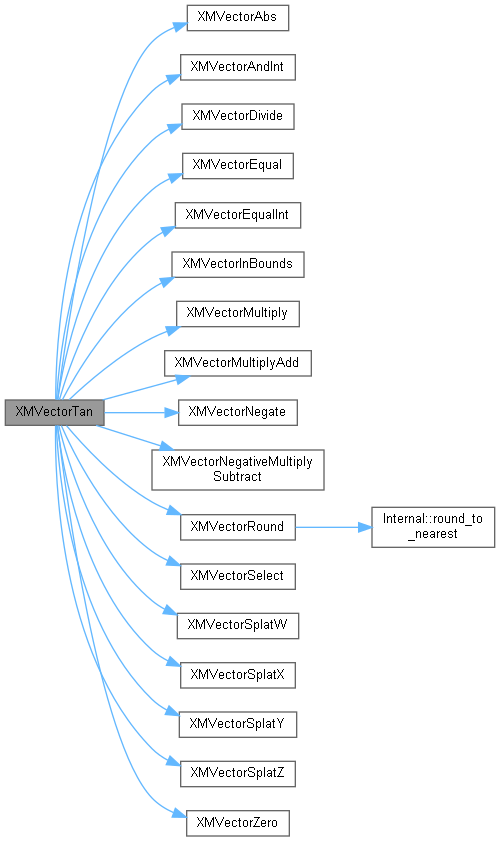 XMVectorAbs
XMVectorAndInt
XMVectorDivide
XMVectorEqual
XMVectorEqualInt
XMVectorInBounds
XMVectorMultiply
XMVectorMultiplyAdd
XMVectorTan
XMVectorNegate
XMVectorNegativeMultiply
Subtract
XMVectorRound
Internal::round_to
_nearest
XMVectorSelect
XMVectorSplatW
XMVectorSplatX
XMVectorSplatY
XMVectorSplatZ
XMVectorZero